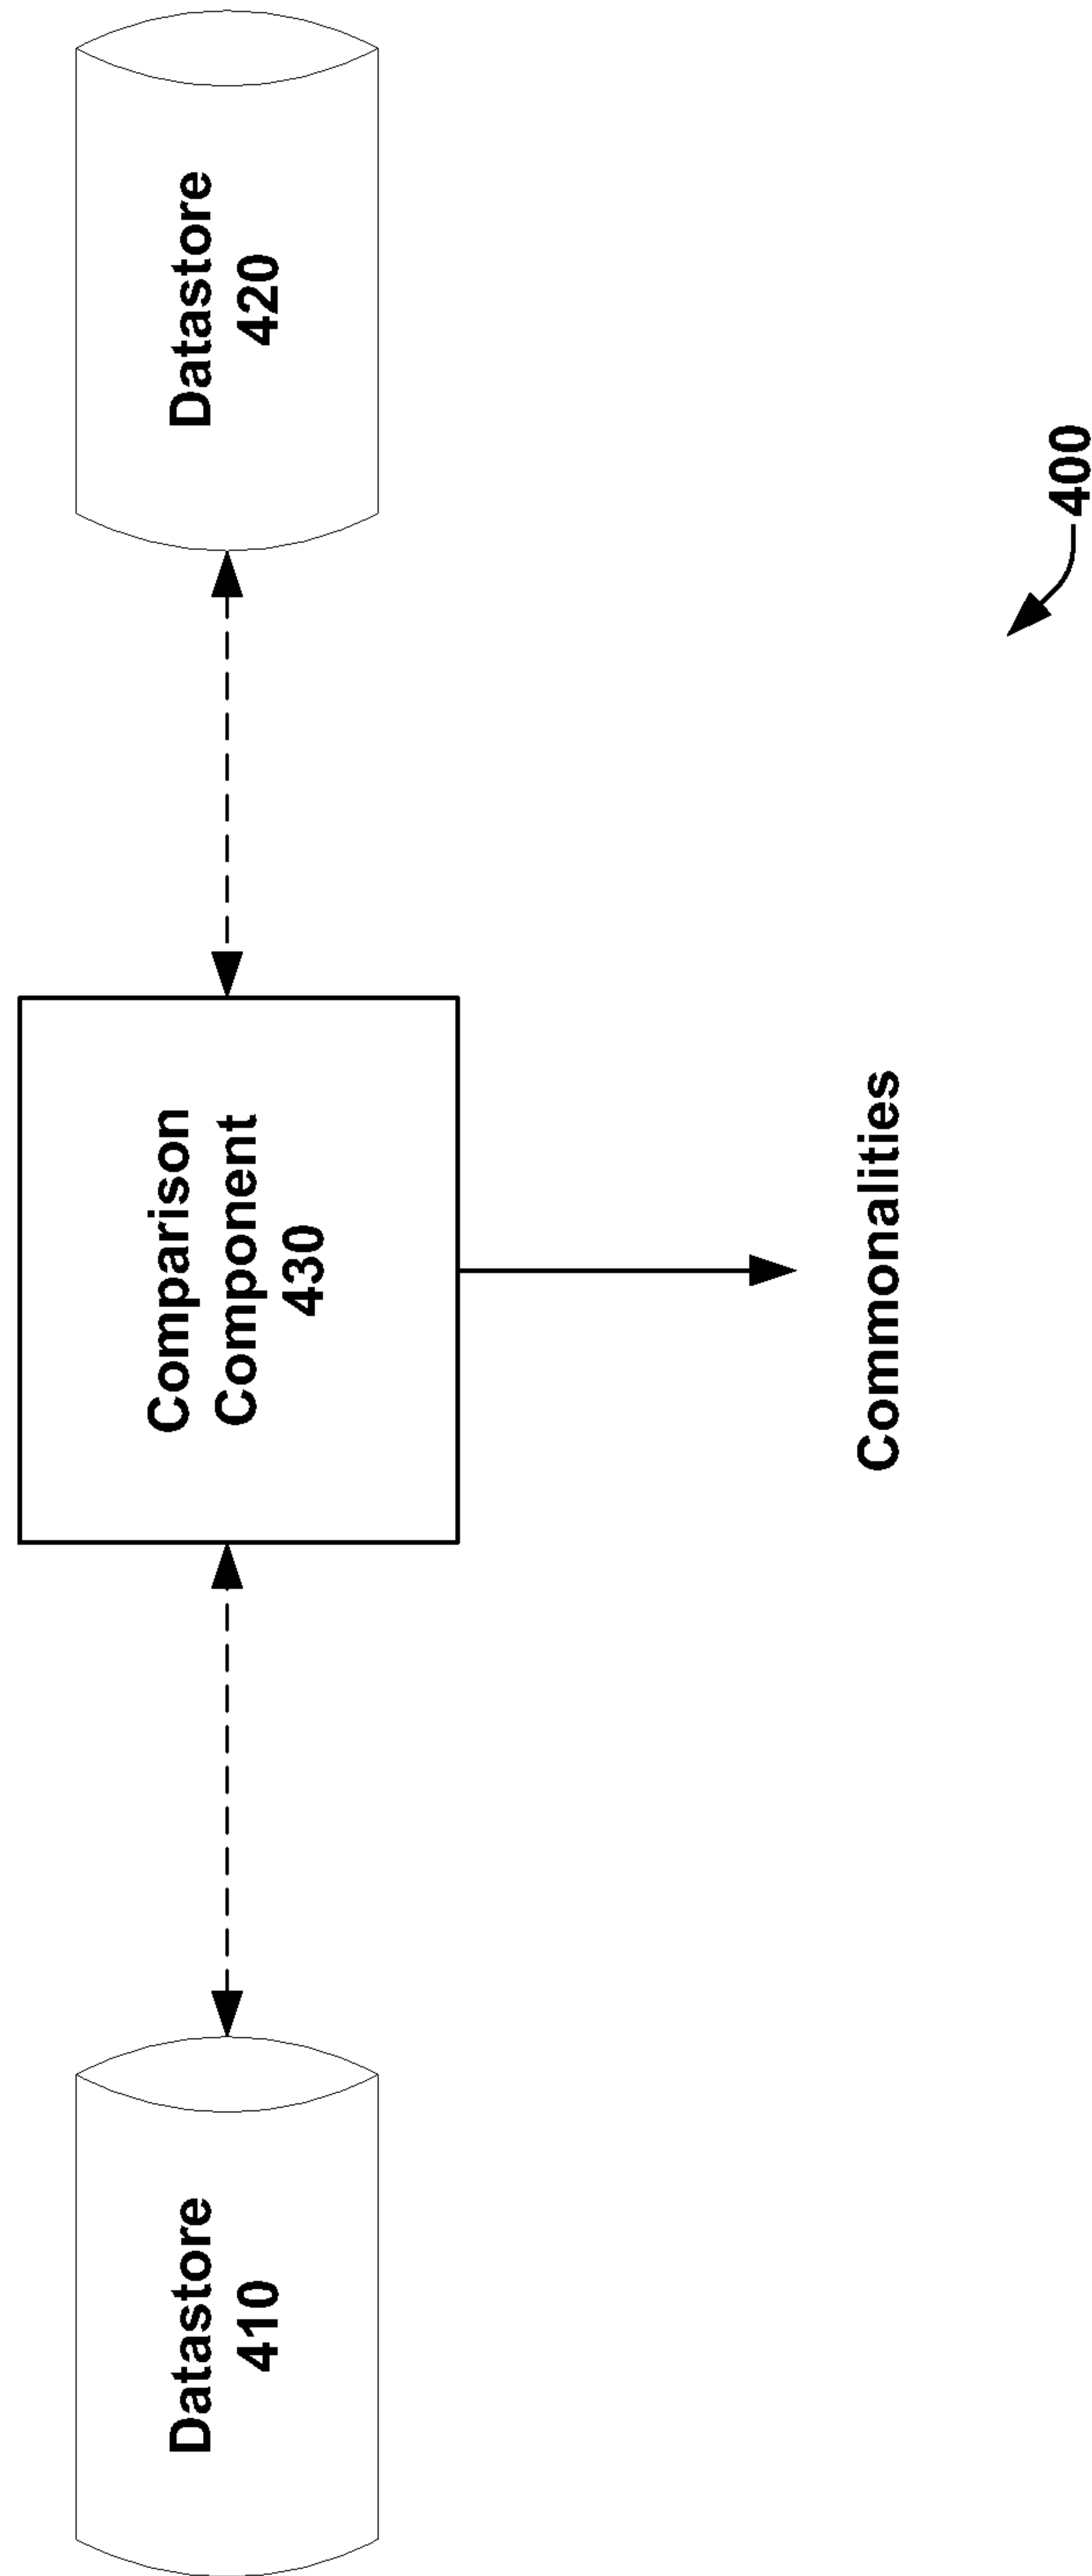 Datastore
410
Comparison
Component
430
Datastore
420
Commonalities
400